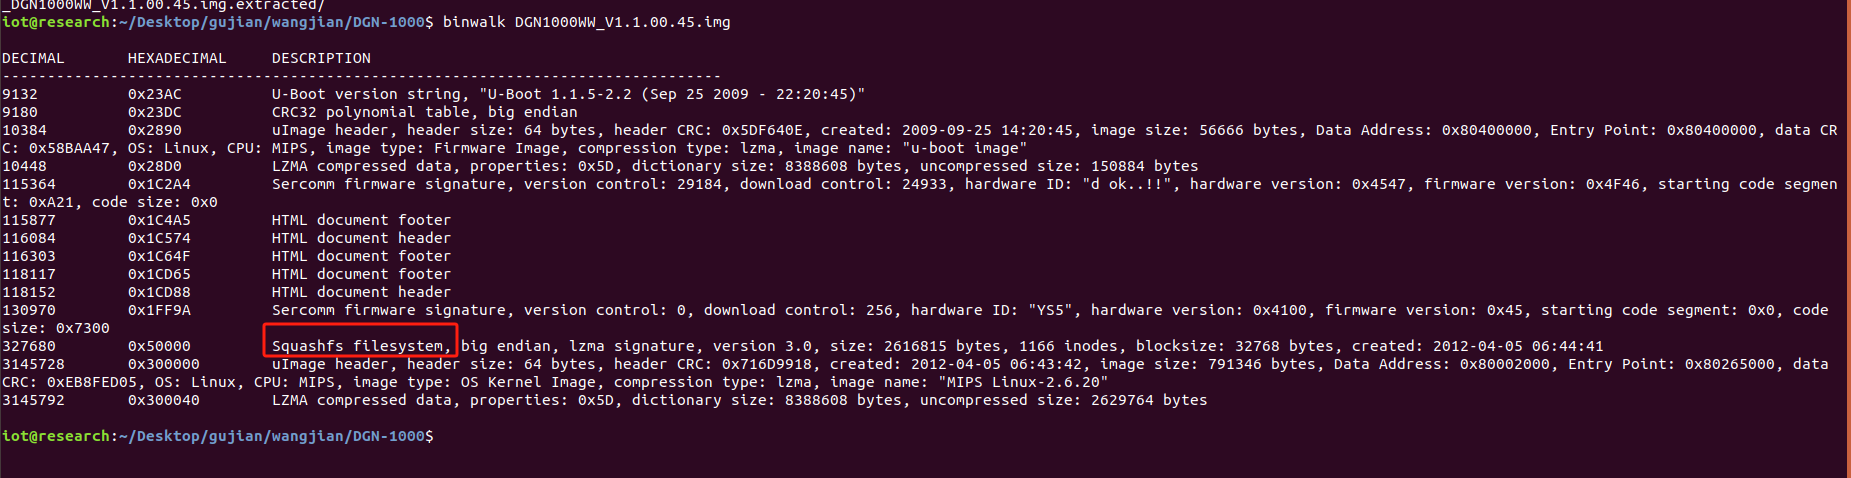 _DGN1000WW_V1.1.00.45.img.extracted/
iot@research:~/Desktop/gujian/wangjian/DGN-1000$ binwalk DGN1000WW_V1.1.00.45.img
DECIMAL       HEXADECIMAL     DESCRIPTION
--------------------------------------------------------------------------------
9132          0x23AC          U-Boot version string, "U-Boot 1.1.5-2.2 (Sep 25 2009 - 22:20:45)"
9180          0x23DC          CRC32 polynomial table, big endian
10384         0x2890          uImage header, header size: 64 bytes, header CRC: 0x5DF640E, created: 2009-09-25 14:20:45, image size: 56666 bytes, Data Address: 0x80400000, Entry Point: 0x80400000, data CR
C: 0x58BAA47, OS: Linux, CPU: MIPS, image type: Firmware Image, compression type: lzma, image name: "u-boot image"
10448         0x28D0          LZMA compressed data, properties: 0x5D, dictionary size: 8388608 bytes, uncompressed size: 150884 bytes
115364        0x1C2A4         Sercomm firmware signature, version control: 29184, download control: 24933, hardware ID: "d ok..!!", hardware version: 0x4547, firmware version: 0x4F46, starting code segmen
t: 0xA21, code size: 0x0
115877        0x1C4A5         HTML document footer
116084        0x1C574         HTML document header
116303        0x1C64F         HTML document footer
118117        0x1CD65         HTML document footer
118152        0x1CD88         HTML document header
130970        0x1FF9A         Sercomm firmware signature, version control: 0, download control: 256, hardware ID: "YS5", hardware version: 0x4100, firmware version: 0x45, starting code segment: 0x0, code
size: 0x7300
327680        0x50000         Squashfs filesystem, big endian, lzma signature, version 3.0, size: 2616815 bytes, 1166 inodes, blocksize: 32768 bytes, created: 2012-04-05 06:44:41
3145728       0x300000        uImage header, header size: 64 bytes, header CRC: 0x716D9918, created: 2012-04-05 06:43:42, image size: 791346 bytes, Data Address: 0x80002000, Entry Point: 0x80265000, data
CRC: 0xEB8FED05, OS: Linux, CPU: MIPS, image type: OS Kernel Image, compression type: lzma, image name: "MIPS Linux-2.6.20"
3145792       0x300040        LZMA compressed data, properties: 0x5D, dictionary size: 8388608 bytes, uncompressed size: 2629764 bytes
iot@research:~/Desktop/gujian/wangjian/DGN-1000$